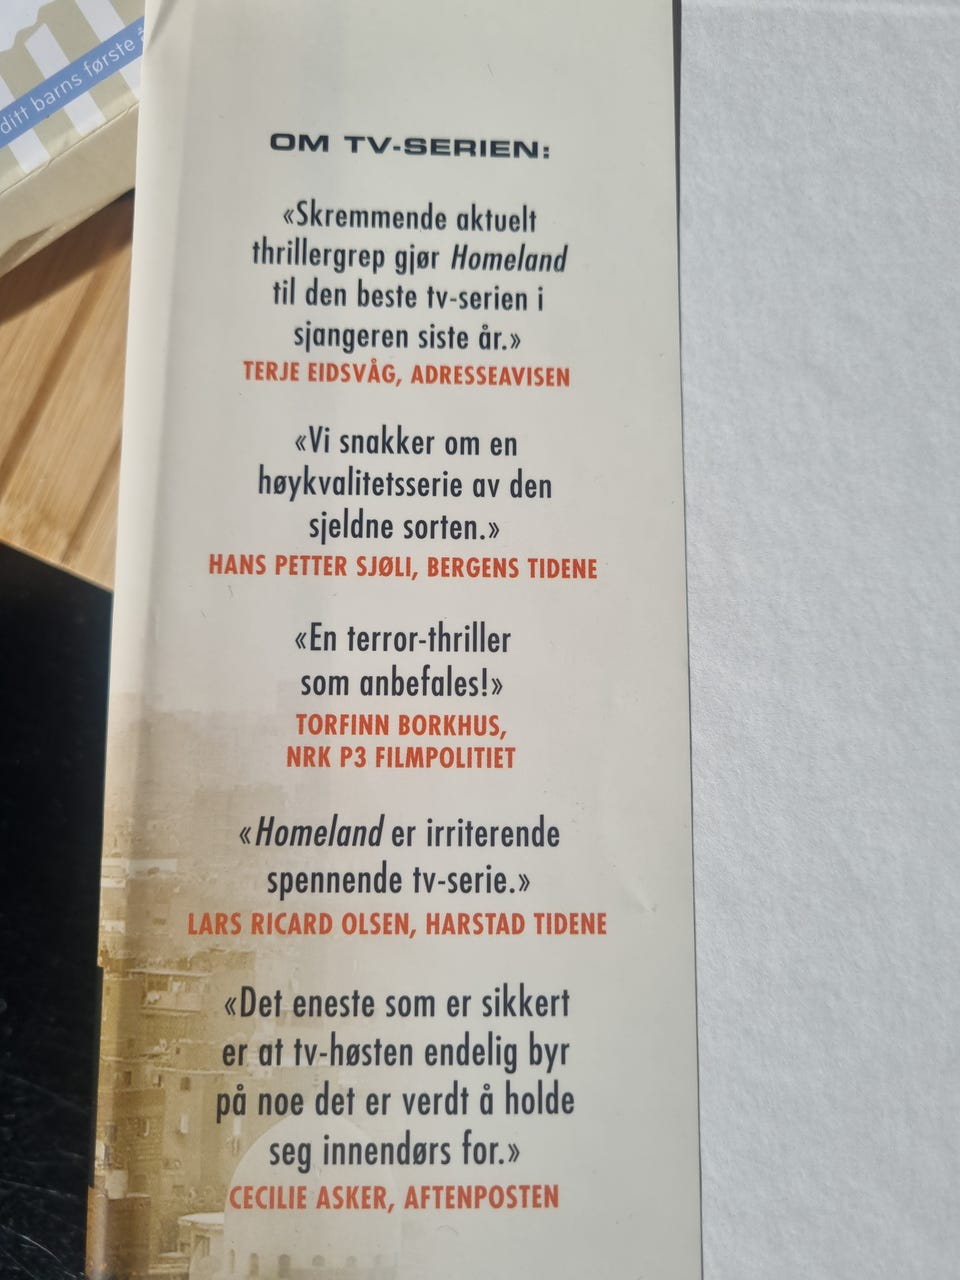 ditt barns første
OM TV-SERIEN:
«Skremmende aktuelt
thrillergrep gjør Homeland
til den beste tv-serien i
sjangeren siste år.»
TERJE EIDSVÅG, ADRESSEAVISEN
«Vi snakker om en
høykvalitetsserie av den
sjeldne sorten.»
HANS PETTER SJØLI, BERGENS TIDENE
«En terror-thriller
som anbefales!»
TORFINN BORKHUS,
NRK P3 FILMPOLITIET
«Homeland er irriterende
spennende tv-serie.»
LARS RICARD OLSEN, HARSTAD TIDENE
«Det eneste som er sikkert
er at tv-høsten endelig byr
på noe det er verdt å holde
seg innendørs for.»
CECILIE ASKER, AFTENPOSTEN